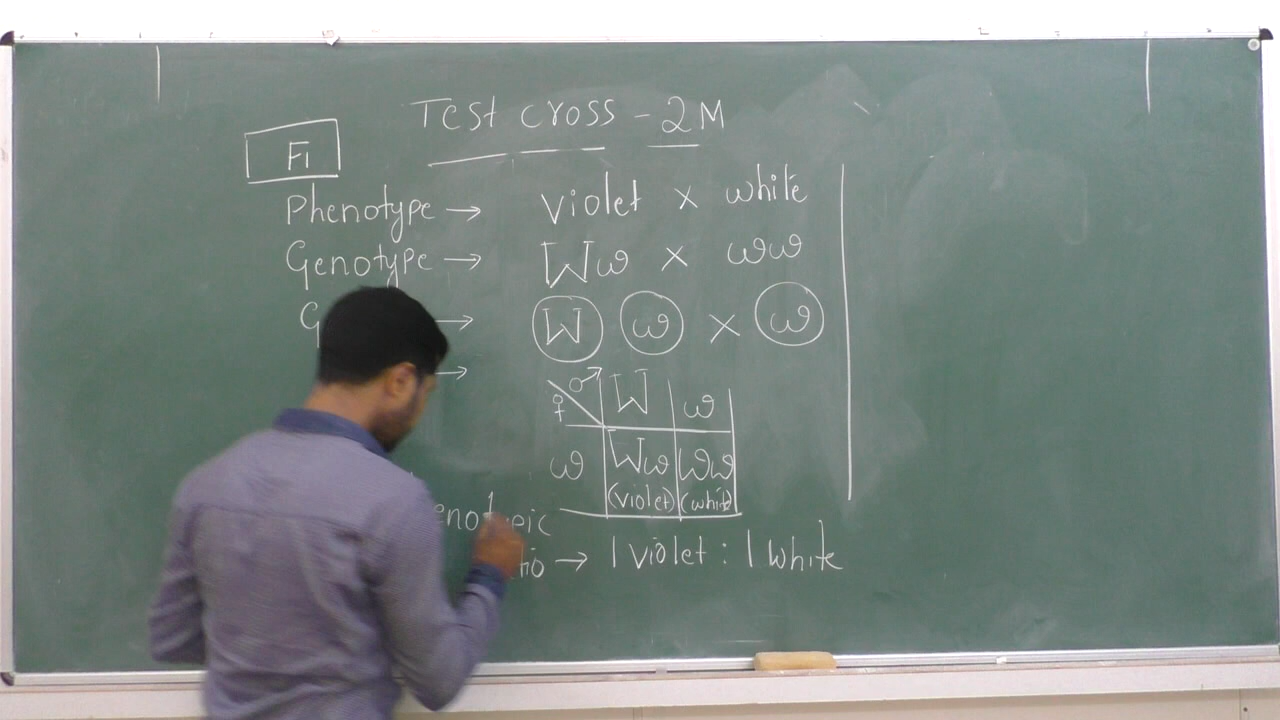 Test cross - 2M
F1
Phenotype → violet × white
Genotype → Ww × ww
→ W w × w
→ ♀ ♂ W w
w Ww ww
(violet) (white)
→ 1 violet : 1 white